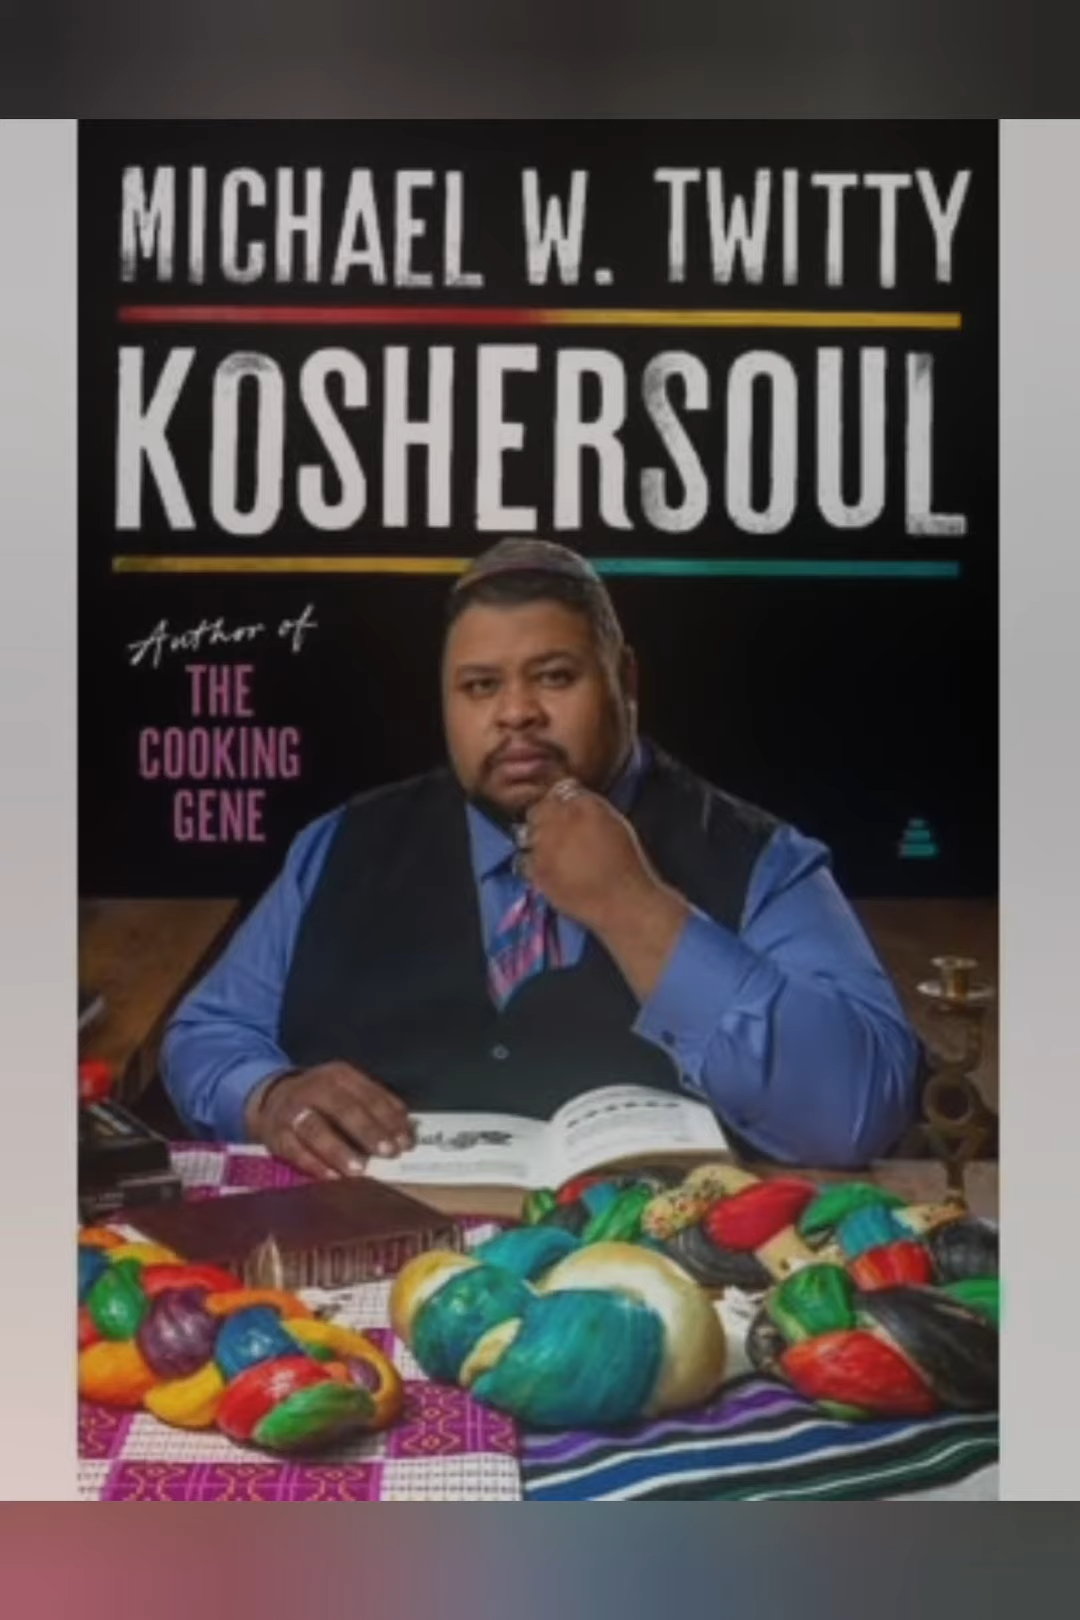 MICHAEL W. TWITTY
KOSHERSOUL
Author of
THE
COOKING
GENE